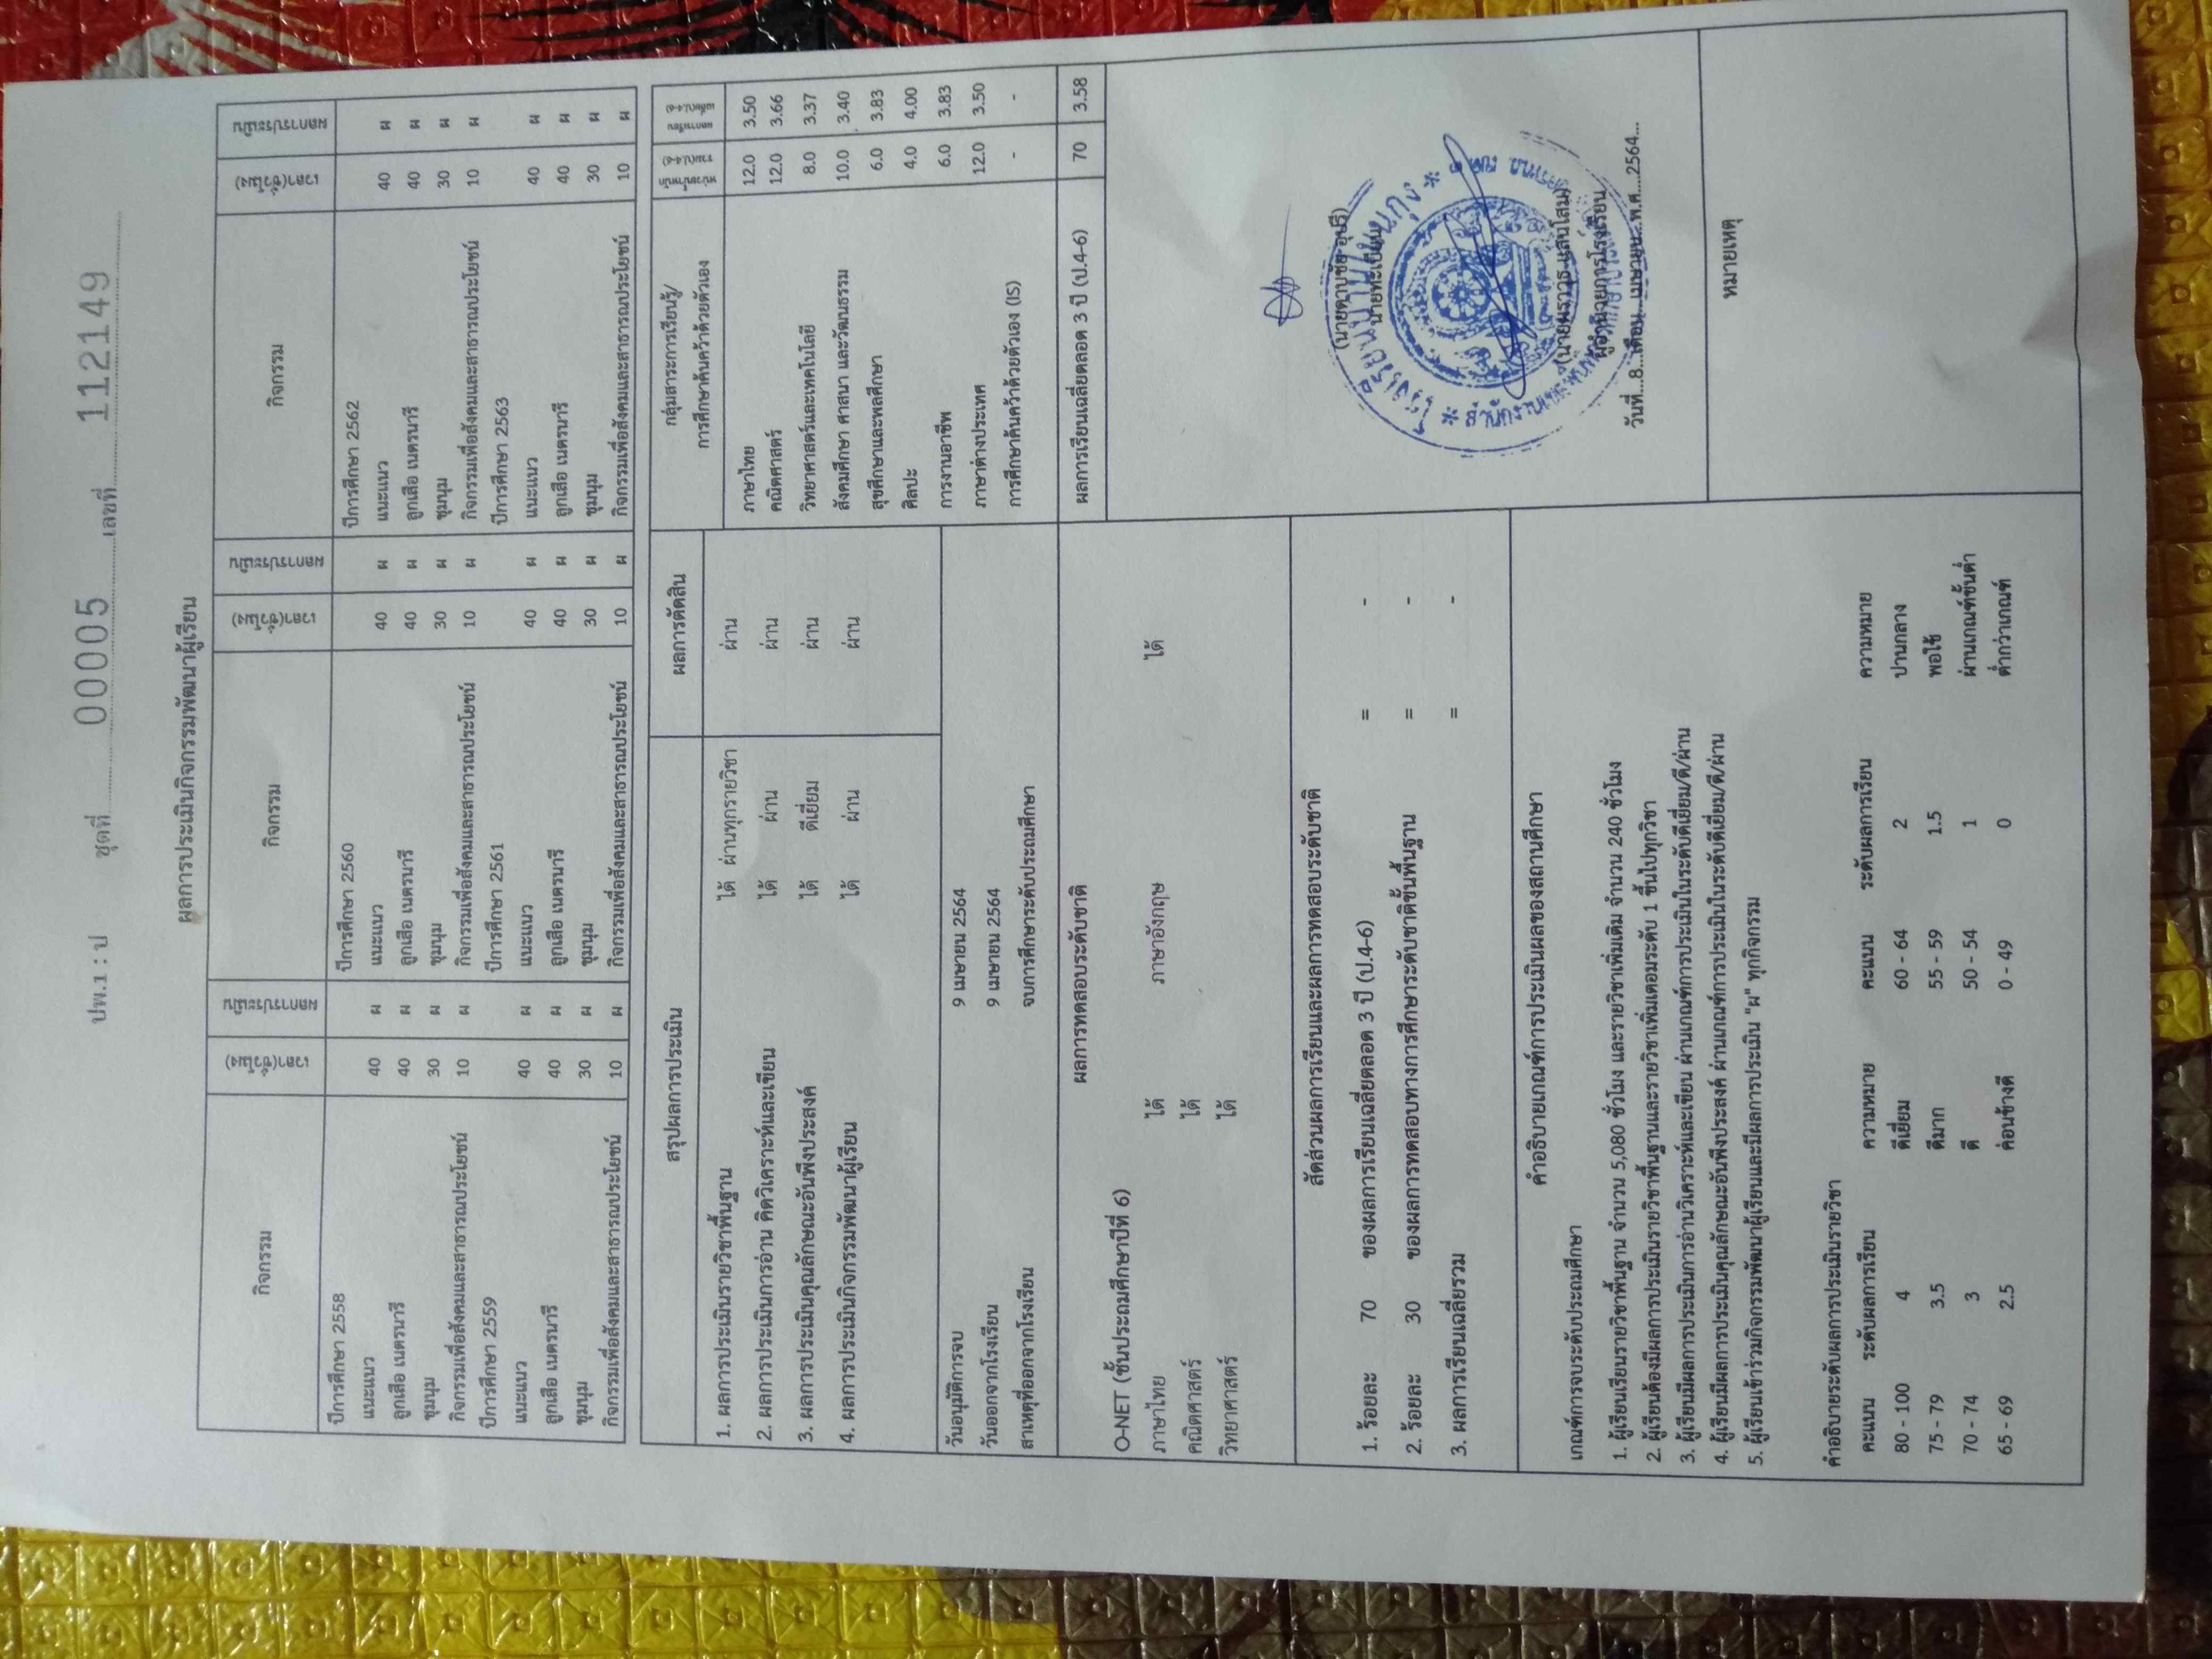 ปพ.1 : ป ชุดที่ 00005 เลขที่ 112149
ผลการประเมินกิจกรรมพัฒนาผู้เรียน
กิจกรรม เวลา(ชั่วโมง) ผลการประเมิน กิจกรรม เวลา(ชั่วโมง) ผลการประเมิน กิจกรรม เวลา(ชั่วโมง) ผลการประเมิน
ปีการศึกษา 2558 ปีการศึกษา 2560 ปีการศึกษา 2562
แนะแนว 40 ผ แนะแนว 40 ผ แนะแนว 40 ผ
ลูกเสือ เนตรนารี 40 ผ ลูกเสือ เนตรนารี 40 ผ ลูกเสือ เนตรนารี 40 ผ
ชุมนุม 30 ผ ชุมนุม 30 ผ ชุมนุม 30 ผ
กิจกรรมเพื่อสังคมและสาธารณประโยชน์ 10 ผ กิจกรรมเพื่อสังคมและสาธารณประโยชน์ 10 ผ กิจกรรมเพื่อสังคมและสาธารณประโยชน์ 10 ผ
ปีการศึกษา 2559 ปีการศึกษา 2561 ปีการศึกษา 2563
แนะแนว 40 ผ แนะแนว 40 ผ แนะแนว 40 ผ
ลูกเสือ เนตรนารี 40 ผ ลูกเสือ เนตรนารี 40 ผ ลูกเสือ เนตรนารี 40 ผ
ชุมนุม 30 ผ ชุมนุม 30 ผ ชุมนุม 30 ผ
กิจกรรมเพื่อสังคมและสาธารณประโยชน์ 10 ผ กิจกรรมเพื่อสังคมและสาธารณประโยชน์ 10 ผ กิจกรรมเพื่อสังคมและสาธารณประโยชน์ 10 ผ
สรุปผลการประเมิน ผลการตัดสิน
1. ผลการประเมินรายวิชาพื้นฐาน ได้ ผ่านทุกรายวิชา ผ่าน
2. ผลการประเมินการอ่าน คิดวิเคราะห์และเขียน ได้ ผ่าน ผ่าน
3. ผลการประเมินคุณลักษณะอันพึงประสงค์ ได้ ดีเยี่ยม ผ่าน
4. ผลการประเมินกิจกรรมพัฒนาผู้เรียน ได้ ผ่าน ผ่าน
วันอนุมัติการจบ 9 เมษายน 2564
วันออกจากโรงเรียน 9 เมษายน 2564
สาเหตุที่ออกจากโรงเรียน จบการศึกษาระดับประถมศึกษา
กลุ่มสาระการเรียนรู้/
การศึกษาค้นคว้าด้วยตัวเอง
ภาษาไทย 12.0 3.50
คณิตศาสตร์ 12.0 3.66
วิทยาศาสตร์และเทคโนโลยี 8.0 3.37
สังคมศึกษา ศาสนา และวัฒนธรรม 10.0 3.40
สุขศึกษาและพลศึกษา 6.0 3.83
ศิลปะ 4.0 4.00
การงานอาชีพ 6.0 3.83
ภาษาต่างประเทศ 12.0 3.50
การศึกษาค้นคว้าด้วยตัวเอง (IS) - -
ผลการเรียนเฉลี่ยตลอด 3 ปี (ป.4-6) 70 3.58
ผลการทดสอบระดับชาติ
O-NET (ชั้นประถมศึกษาปีที่ 6)
ภาษาไทย ได้ ภาษาอังกฤษ ได้
คณิตศาสตร์ ได้
วิทยาศาสตร์ ได้
สัดส่วนผลการเรียนและผลการทดสอบระดับชาติ
1. ร้อยละ 70 ของผลการเรียนเฉลี่ยตลอด 3 ปี (ป.4-6) = -
2. ร้อยละ 30 ของผลการทดสอบทางการศึกษาระดับชาติขั้นพื้นฐาน = -
3. ผลการเรียนเฉลี่ยรวม = -
นายทะเบียน
ผู้อำนวยการโรงเรียน
วันที่...8...เดือน...เมษายน...พ.ศ....2564...
หมายเหตุ
คำอธิบายเกณฑ์การประเมินผลของสถานศึกษา
เกณฑ์การจบระดับประถมศึกษา
1. ผู้เรียนเรียนรายวิชาพื้นฐาน จำนวน 5,080 ชั่วโมง และรายวิชาเพิ่มเติม จำนวน 240 ชั่วโมง
2. ผู้เรียนต้องมีผลการประเมินรายวิชาพื้นฐานและรายวิชาเพิ่มเตอมระดับ 1 ขึ้นไปทุกวิชา
3. ผู้เรียนมีผลการประเมินการอ่านวิเคราะห์และเขียน ผ่านเกณฑ์การประเมินในระดับดีเยี่ยม/ดี/ผ่าน
4. ผู้เรียนมีผลการประเมินคุณลักษณะอันพึงประสงค์ ผ่านเกณฑ์การประเมินในระดับดีเยี่ยม/ดี/ผ่าน
5. ผู้เรียนเข้าร่วมกิจกรรมพัฒนาผู้เรียนและมีผลการประเมิน "ผ" ทุกกิจกรรม
คำอธิบายระดับผลการประเมินรายวิชา
คะแนน ระดับผลการเรียน ความหมาย คะแนน ระดับผลการเรียน ความหมาย
80 - 100 4 ดีเยี่ยม 60 - 64 2 ปานกลาง
75 - 79 3.5 ดีมาก 55 - 59 1.5 พอใช้
70 - 74 3 ดี 50 - 54 1 ผ่านเกณฑ์ขั้นต่ำ
65 - 69 2.5 ค่อนข้างดี 0 - 49 0 ต่ำกว่าเกณฑ์